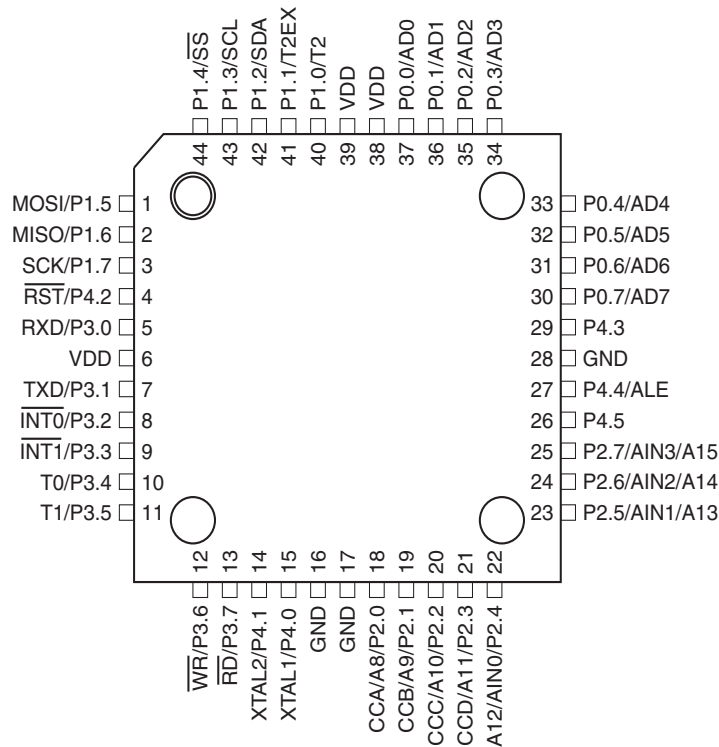 P1.4/S̅S̅
P1.3/SCL
P1.2/SDA
P1.1/T2EX
P1.0/T2
VDD
VDD
P0.0/AD0
P0.1/AD1
P0.2/AD2
P0.3/AD3
44
43
42
41
40
39
38
37
36
35
34
MOSI/P1.5 1
MISO/P1.6 2
SCK/P1.7 3
R̅S̅T̅/P4.2 4
RXD/P3.0 5
VDD 6
TXD/P3.1 7
I̅N̅T̅0̅/P3.2 8
I̅N̅T̅1̅/P3.3 9
T0/P3.4 10
T1/P3.5 11
33 P0.4/AD4
32 P0.5/AD5
31 P0.6/AD6
30 P0.7/AD7
29 P4.3
28 GND
27 P4.4/ALE
26 P4.5
25 P2.7/AIN3/A15
24 P2.6/AIN2/A14
23 P2.5/AIN1/A13
12
13
14
15
16
17
18
19
20
21
22
W̅R̅/P3.6
R̅D̅/P3.7
XTAL2/P4.1
XTAL1/P4.0
GND
GND
CCA/A8/P2.0
CCB/A9/P2.1
CCC/A10/P2.2
CCD/A11/P2.3
A12/AIN0/P2.4